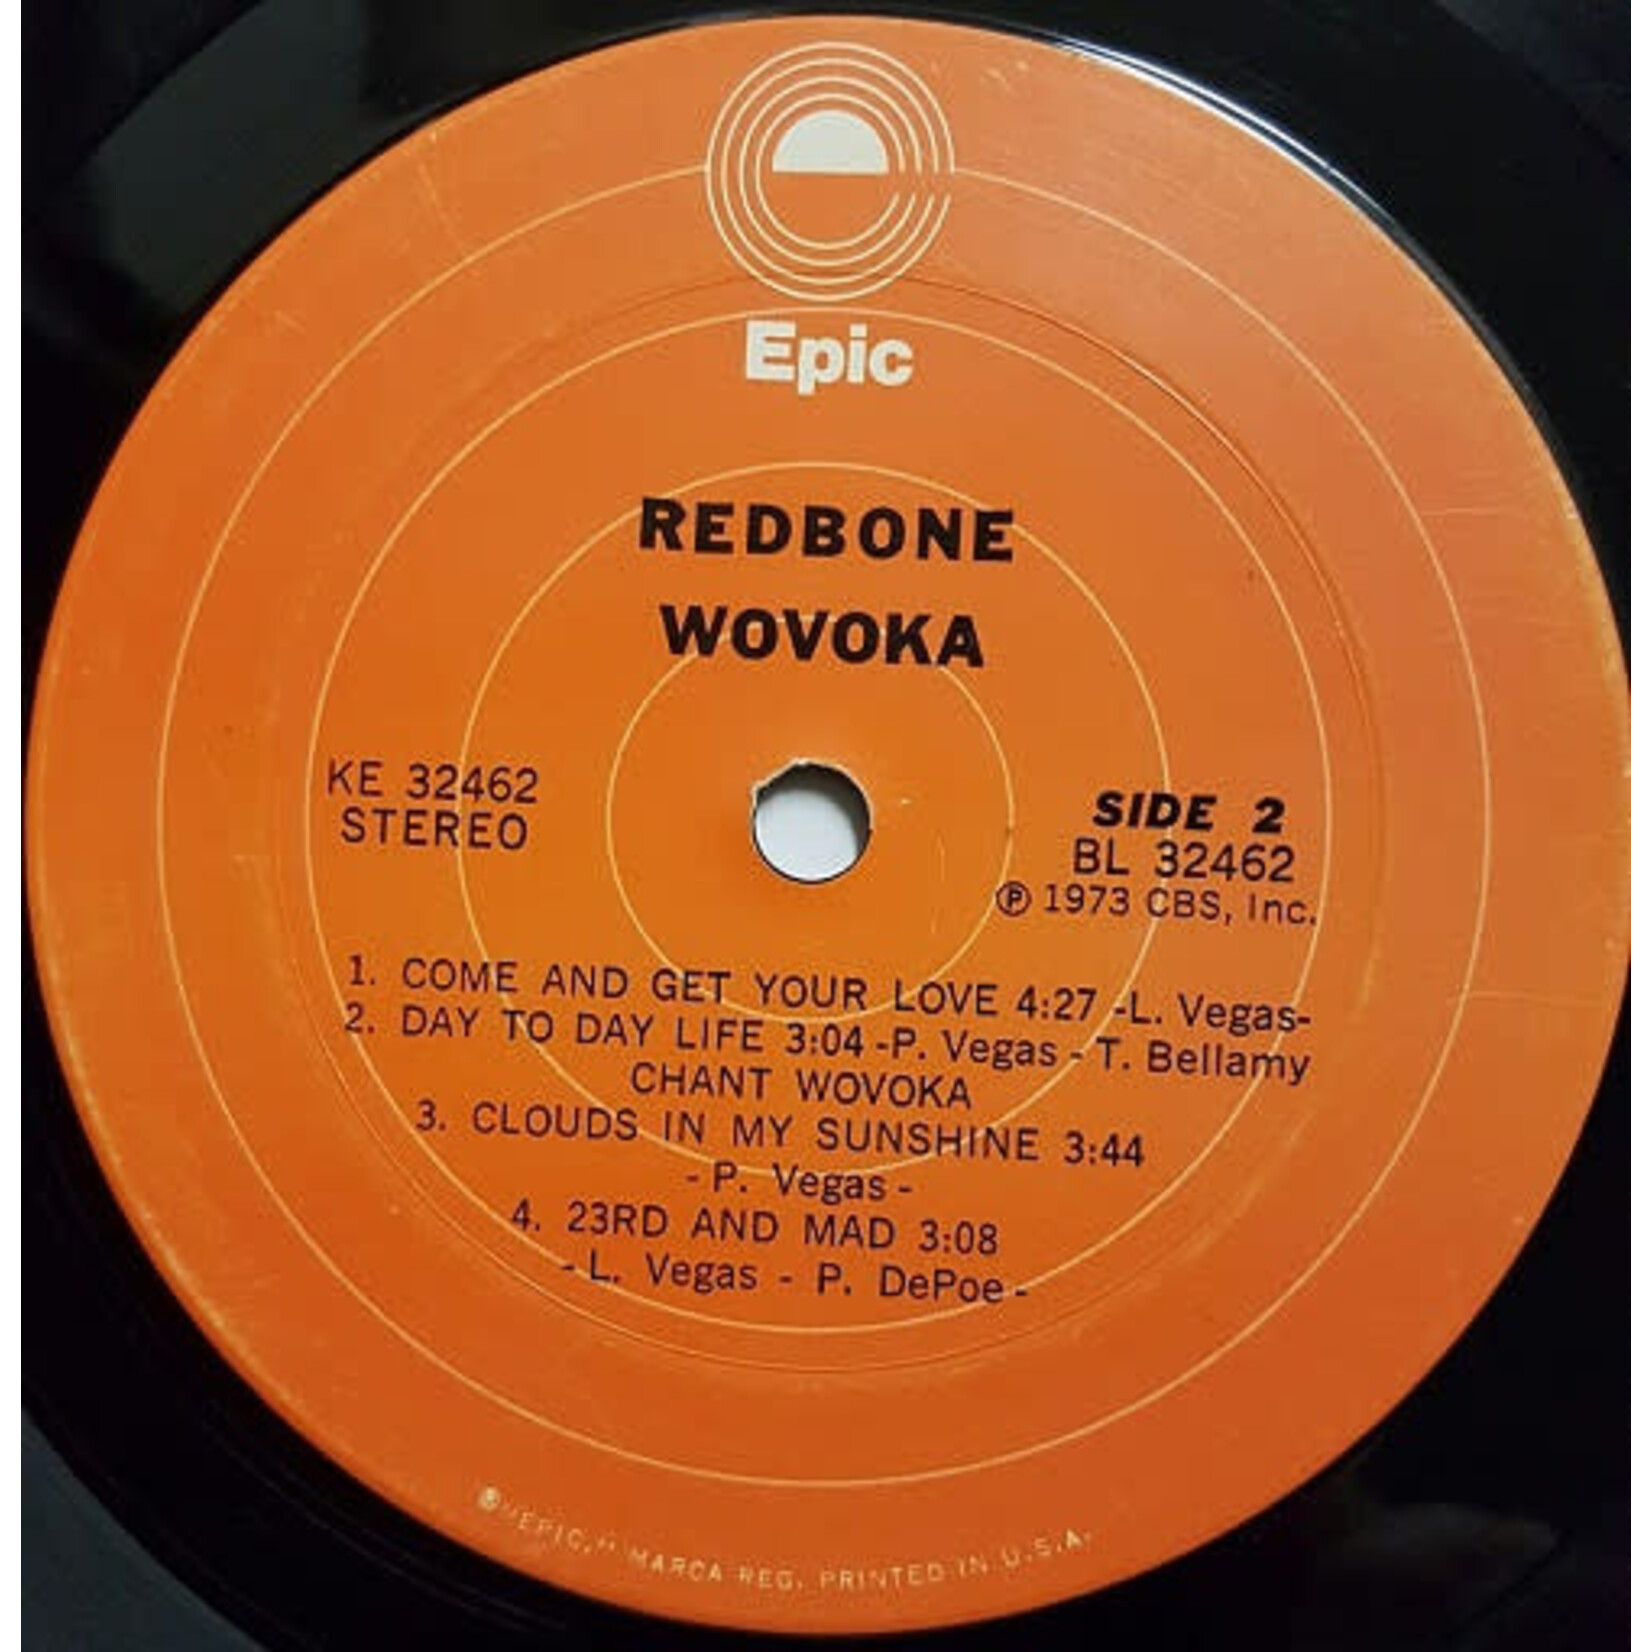 Epic
REDBONE
WOVOKA
KE 32462
STEREO
SIDE 2
BL 32462
Ⓟ 1973 CBS, Inc.
1. COME AND GET YOUR LOVE 4:27 -L. Vegas-
2. DAY TO DAY LIFE 3:04 -P. Vegas - T. Bellamy
CHANT WOVOKA
3. CLOUDS IN MY SUNSHINE 3:44
- P. Vegas -
4. 23RD AND MAD 3:08
- L. Vegas - P. DePoe -
® "EPIC," MARCA REG. PRINTED IN U.S.A.